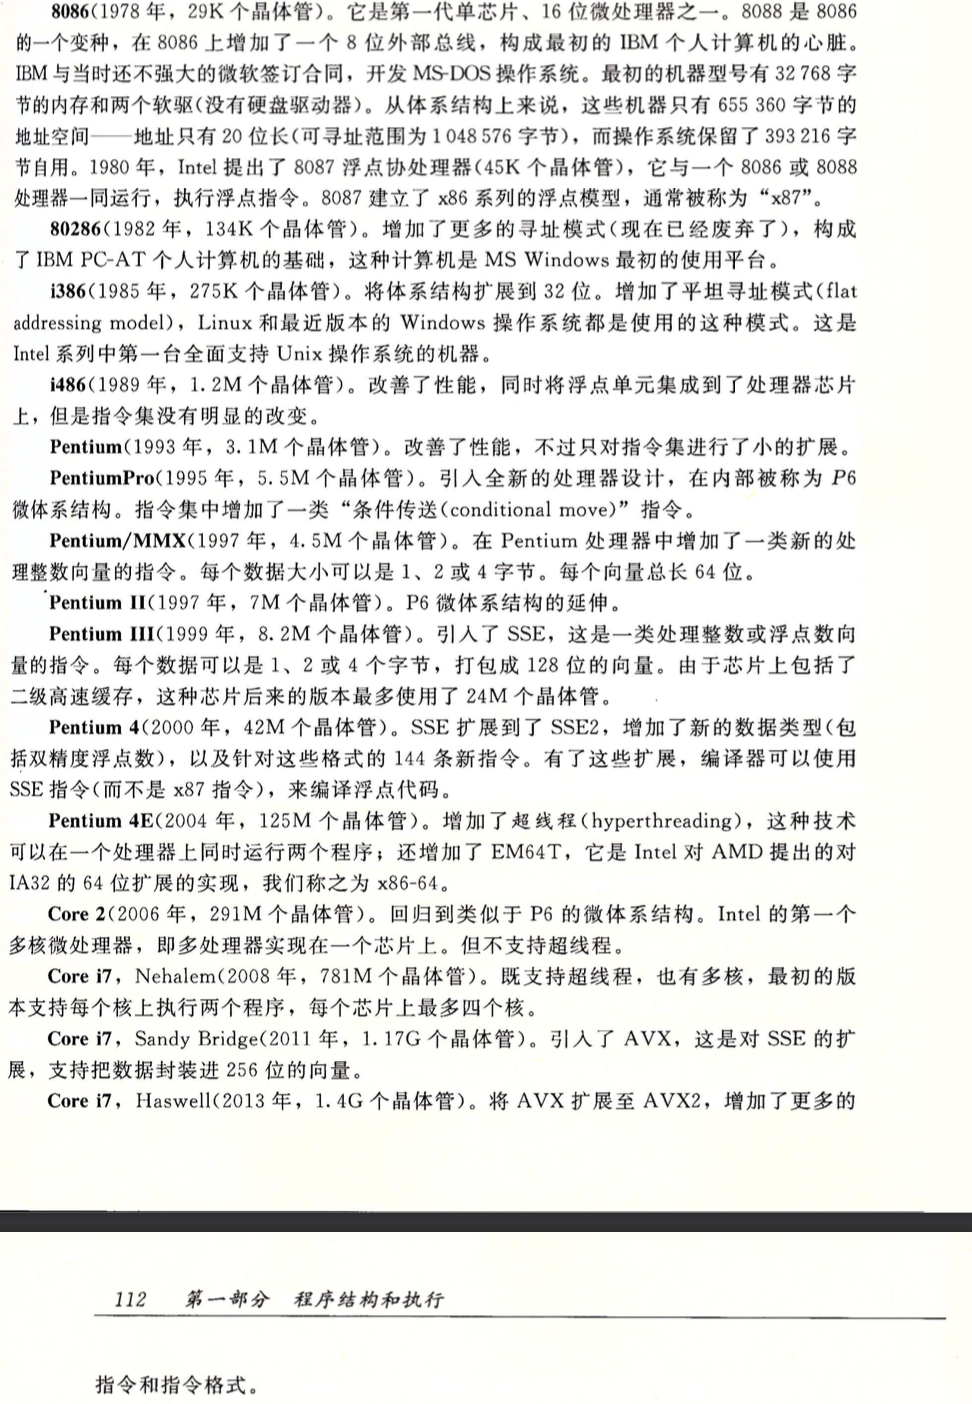 8086(1978 年，29K 个晶体管)。它是第一代单芯片、16 位微处理器之一。8088 是 8086
的一个变种，在 8086 上增加了一个 8 位外部总线，构成最初的 IBM 个人计算机的心脏。
IBM 与当时还不强大的微软签订合同，开发 MS-DOS 操作系统。最初的机器型号有 32 768 字
节的内存和两个软驱(没有硬盘驱动器)。从体系结构上来说，这些机器只有 655 360 字节的
地址空间——地址只有 20 位长(可寻址范围为 1 048 576 字节)，而操作系统保留了 393 216 字
节自用。1980 年，Intel 提出了 8087 浮点协处理器(45K 个晶体管)，它与一个 8086 或 8088
处理器一同运行，执行浮点指令。8087 建立了 x86 系列的浮点模型，通常被称为“x87”。
80286(1982 年，134K 个晶体管)。增加了更多的寻址模式(现在已经废弃了)，构成
了 IBM PC-AT 个人计算机的基础，这种计算机是 MS Windows 最初的使用平台。
i386(1985 年，275K 个晶体管)。将体系结构扩展到 32 位。增加了平坦寻址模式(flat
addressing model)，Linux 和最近版本的 Windows 操作系统都是使用的这种模式。这是
Intel 系列中第一台全面支持 Unix 操作系统的机器。
i486(1989 年，1.2M 个晶体管)。改善了性能，同时将浮点单元集成到了处理器芯片
上，但是指令集没有明显的改变。
Pentium(1993 年，3.1M 个晶体管)。改善了性能，不过只对指令集进行了小的扩展。
PentiumPro(1995 年，5.5M 个晶体管)。引入全新的处理器设计，在内部被称为 P6
微体系结构。指令集中增加了一类“条件传送(conditional move)”指令。
Pentium/MMX(1997 年，4.5M 个晶体管)。在 Pentium 处理器中增加了一类新的处
理整数向量的指令。每个数据大小可以是 1、2 或 4 字节。每个向量总长 64 位。
Pentium II(1997 年，7M 个晶体管)。P6 微体系结构的延伸。
Pentium III(1999 年，8.2M 个晶体管)。引入了 SSE，这是一类处理整数或浮点数向
量的指令。每个数据可以是 1、2 或 4 个字节，打包成 128 位的向量。由于芯片上包括了
二级高速缓存，这种芯片后来的版本最多使用了 24M 个晶体管。
Pentium 4(2000 年，42M 个晶体管)。SSE 扩展到了 SSE2，增加了新的数据类型(包
括双精度浮点数)，以及针对这些格式的 144 条新指令。有了这些扩展，编译器可以使用
SSE 指令(而不是 x87 指令)，来编译浮点代码。
Pentium 4E(2004 年，125M 个晶体管)。增加了超线程(hyperthreading)，这种技术
可以在一个处理器上同时运行两个程序；还增加了 EM64T，它是 Intel 对 AMD 提出的对
IA32 的 64 位扩展的实现，我们称之为 x86-64。
Core 2(2006 年，291M 个晶体管)。回归到类似于 P6 的微体系结构。Intel 的第一个
多核微处理器，即多处理器实现在一个芯片上。但不支持超线程。
Core i7，Nehalem(2008 年，781M 个晶体管)。既支持超线程，也有多核，最初的版
本支持每个核上执行两个程序，每个芯片上最多四个核。
Core i7，Sandy Bridge(2011 年，1.17G 个晶体管)。引入了 AVX，这是对 SSE 的扩
展，支持把数据封装进 256 位的向量。
Core i7，Haswell(2013 年，1.4G 个晶体管)。将 AVX 扩展至 AVX2，增加了更多的
112 第一部分 程序结构和执行
指令和指令格式。